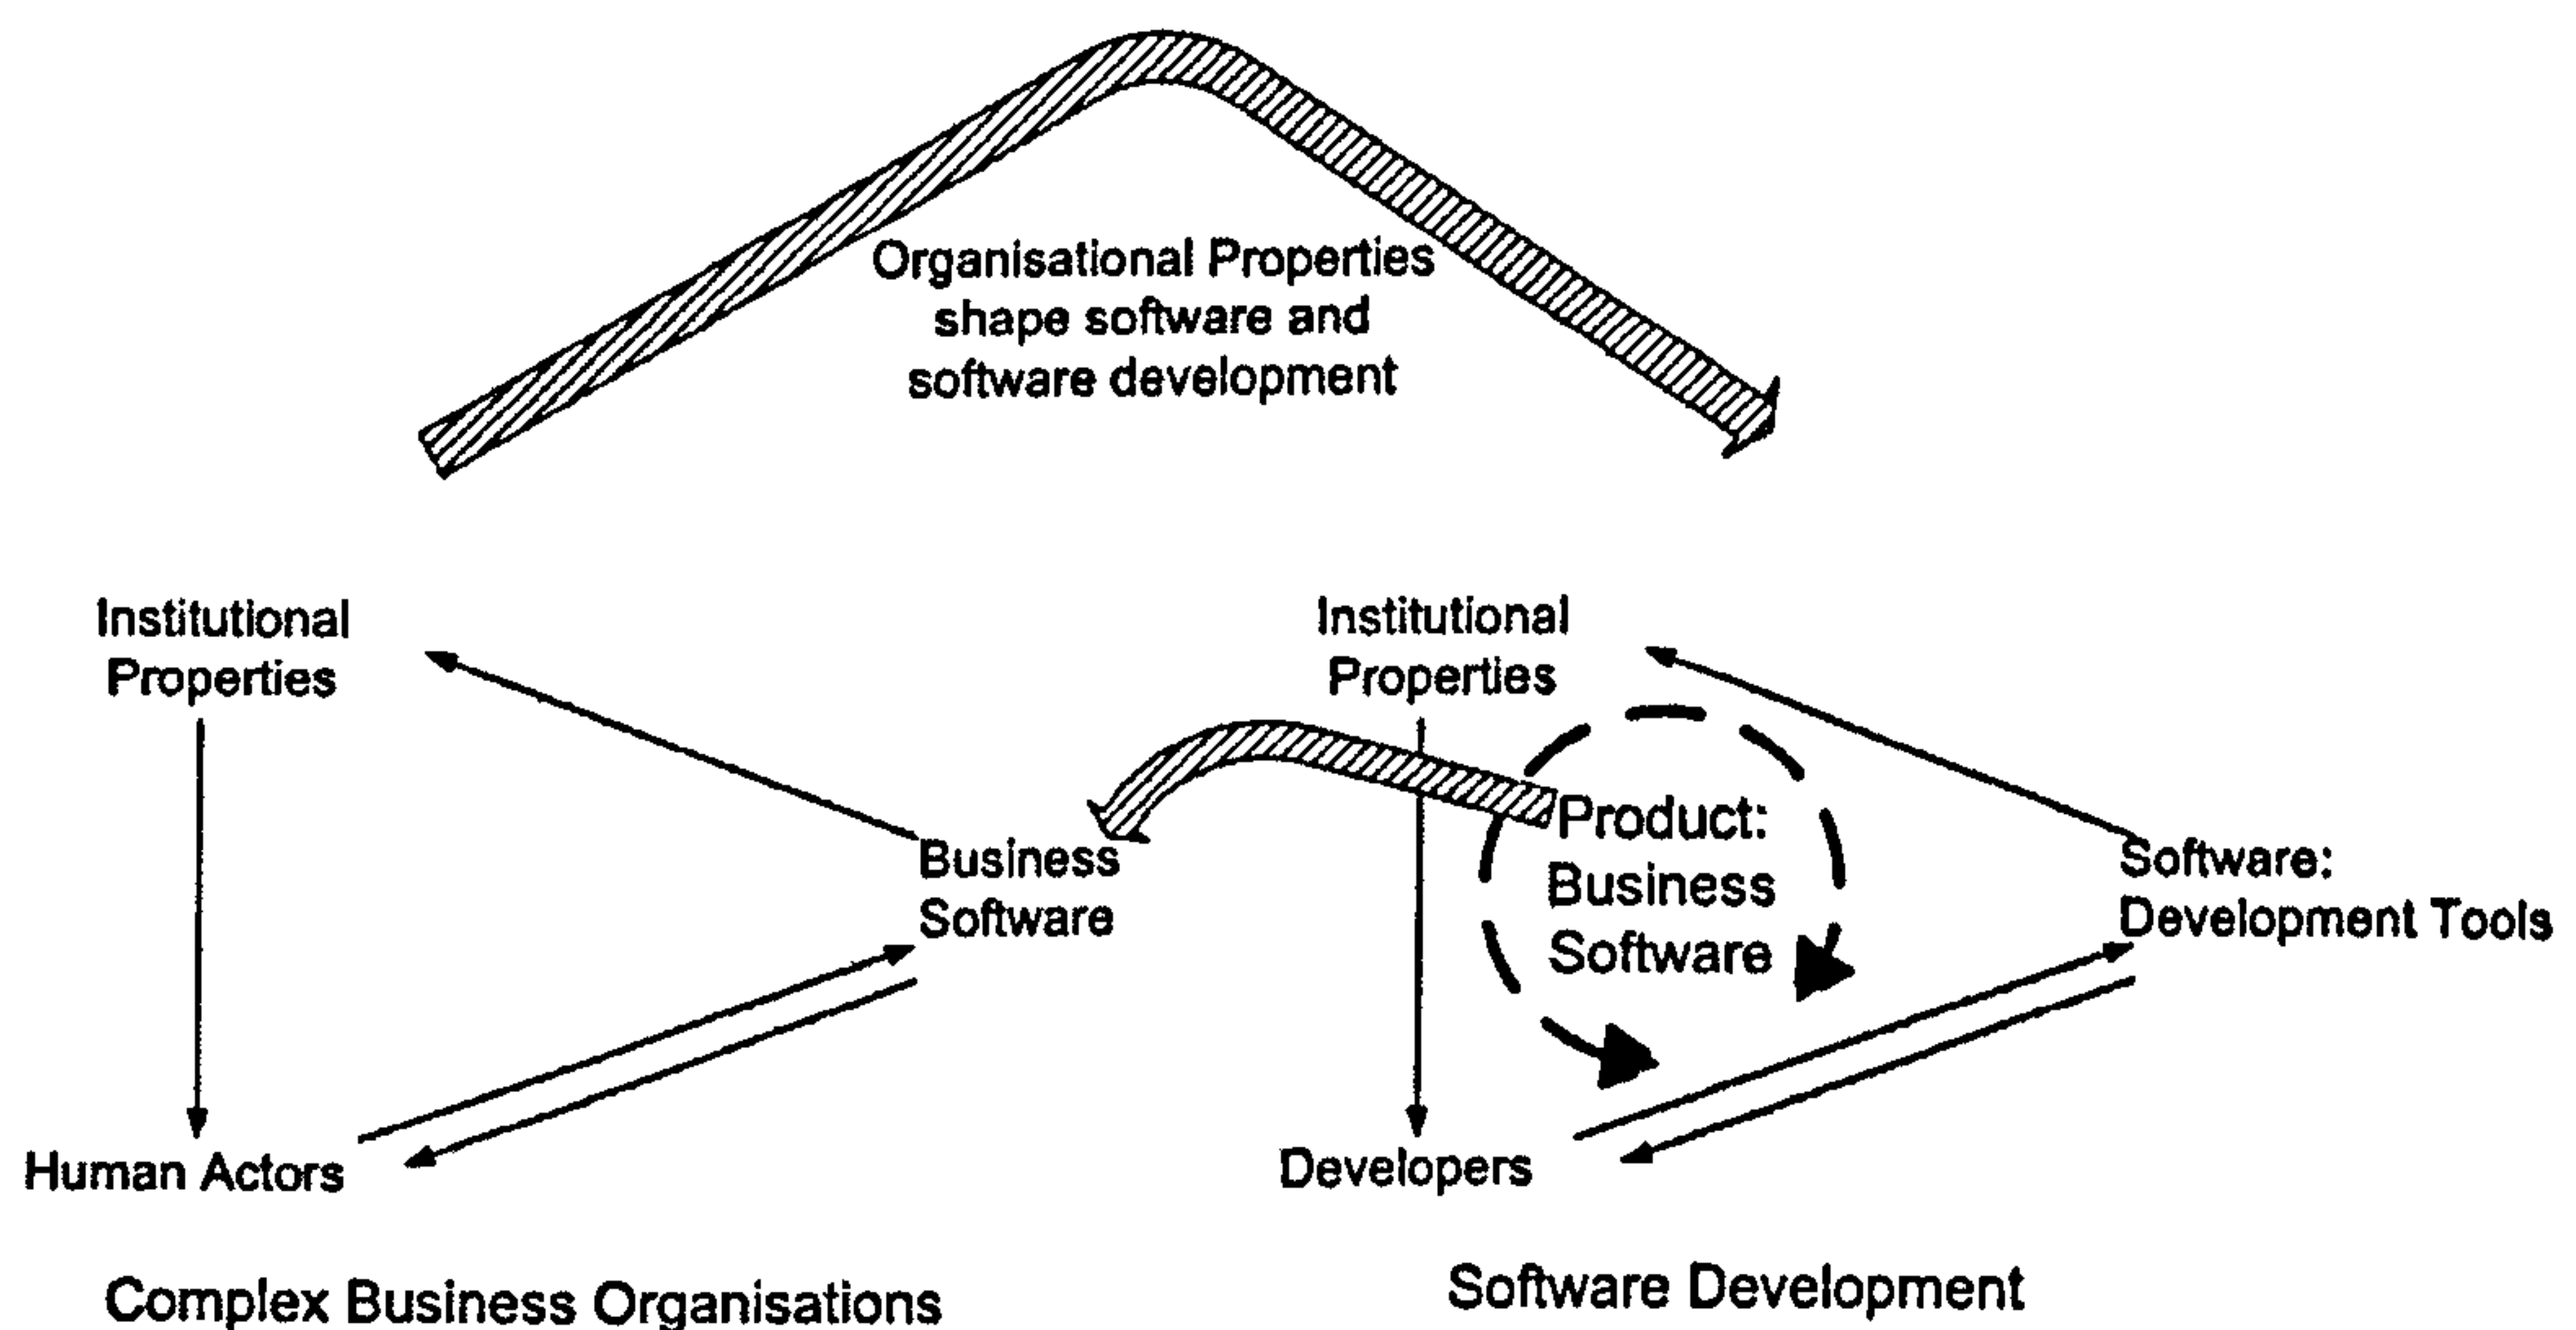 Organisational Properties
shape software and
software development
Institutional
Properties
Institutional
Properties
Business
Software
Product:
Business
Software
Software:
Development Tools
Human Actors
Developers
Complex Business Organisations
Software Development